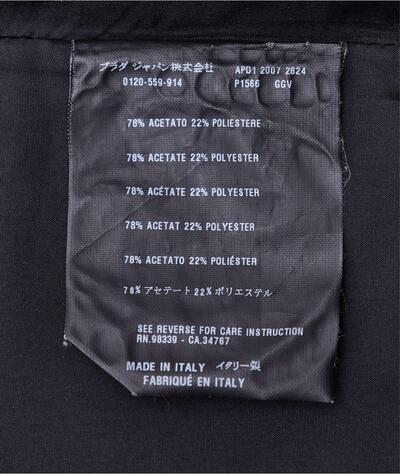 プラダ ジャパン株式会社 APD1 2007 2824
0120-559-914 P1566 GGV
78% ACETATO 22% POLIESTERE
78% ACETATE 22% POLYESTER
78% ACÉTATE 22% POLYESTER
78% ACETAT 22% POLYESTER
78% ACETATO 22% POLIÉSTER
78% アセテート 22% ポリエステル
SEE REVERSE FOR CARE INSTRUCTION
RN.98339 - CA.34767
MADE IN ITALY イタリー製
FABRIQUÉ EN ITALY